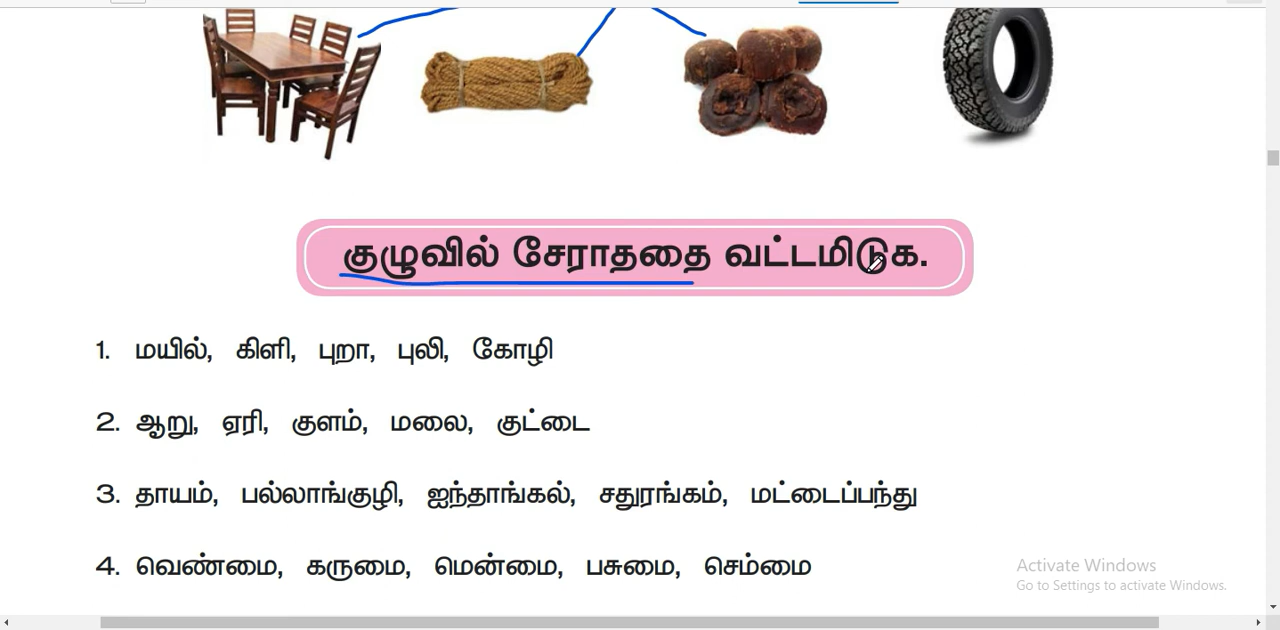 குழுவில் சேராததை வட்டமிடுக.
1. மயில், கிளி, புறா, புலி, கோழி
2. ஆறு, ஏரி, குளம், மலை, குட்டை
3. தாயம், பல்லாங்குழி, ஐந்தாங்கல், சதுரங்கம், மட்டைப்பந்து
4. வெண்மை, கருமை, மென்மை, பசுமை, செம்மை
Activate Windows
Go to Settings to activate Windows.